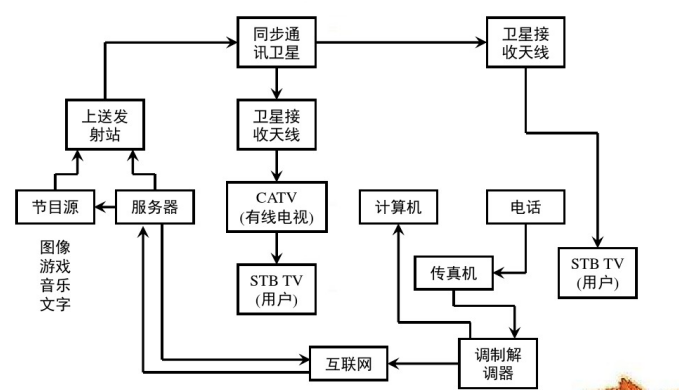 同步通
讯卫星
卫星接
收天线
上送发
射站
卫星接
收天线
节目源
服务器
CATV
(有线电视)
计算机
电话
图像
游戏
音乐
文字
STB TV
(用户)
传真机
STB TV
(用户)
互联网
调制解
调器